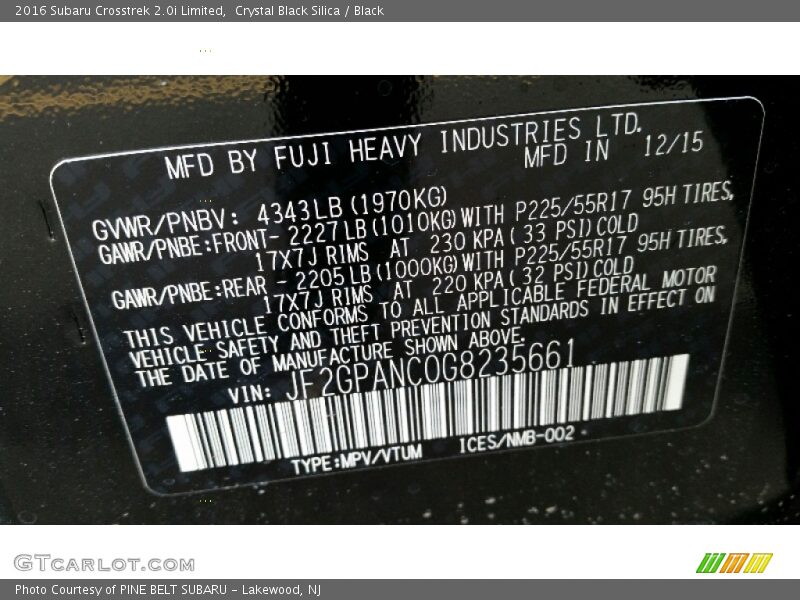 2016 Subaru Crosstrek 2.0i Limited, Crystal Black Silica / Black
MFD BY FUJI HEAVY INDUSTRIES LTD.
MFD IN 12/15
GVWR/PNBV: 4343LB (1970KG)
GAWR/PNBE:FRONT- 2227LB (1010KG) WITH P225/55R17 95H TIRES,
17X7J RIMS AT 230 KPA ( 33 PSI) COLD
GAWR/PNBE:REAR - 2205LB (1000KG) WITH P225/55R17 95H TIRES,
17X7J RIMS AT 220 KPA ( 32 PSI) COLD
THIS VEHICLE CONFORMS TO ALL APPLICABLE FEDERAL MOTOR
VEHICLE SAFETY AND THEFT PREVENTION STANDARDS IN EFFECT ON
THE DATE OF MANUFACTURE SHOWN ABOVE.
VIN: JF2GPANC0G8235661
TYPE:MPV/VTUM ICES/NMB-002
GTCARLOT.COM
Photo Courtesy of PINE BELT SUBARU - Lakewood, NJ